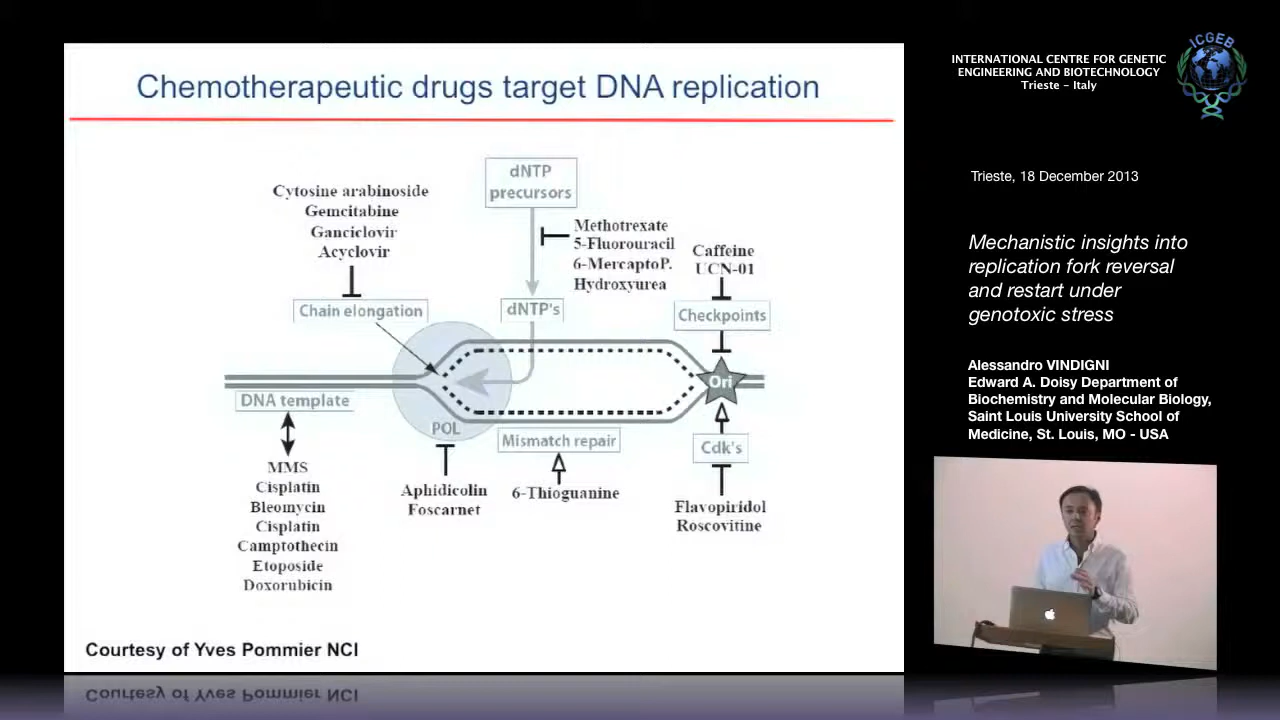 Chemotherapeutic drugs target DNA replication
Cytosine arabinoside
Gemcitabine
Ganciclovir
Acyclovir
Chain elongation
dNTP
precursors
Methotrexate
5-Fluorouracil
6-MercaptoP.
Hydroxyurea
dNTP's
Caffeine
UCN-01
Checkpoints
Ori
DNA template
POL
Mismatch repair
Cdk's
MMS
Cisplatin
Bleomycin
Cisplatin
Camptothecin
Etoposide
Doxorubicin
Aphidicolin
Foscarnet
6-Thioguanine
Flavopiridol
Roscovitine
Courtesy of Yves Pommier NCI
INTERNATIONAL CENTRE FOR GENETIC
ENGINEERING AND BIOTECHNOLOGY
Trieste - Italy
ICGEB
Trieste, 18 December 2013
Mechanistic insights into
replication fork reversal
and restart under
genotoxic stress
Alessandro VINDIGNI
Edward A. Doisy Department of
Biochemistry and Molecular Biology,
Saint Louis University School of
Medicine, St. Louis, MO - USA